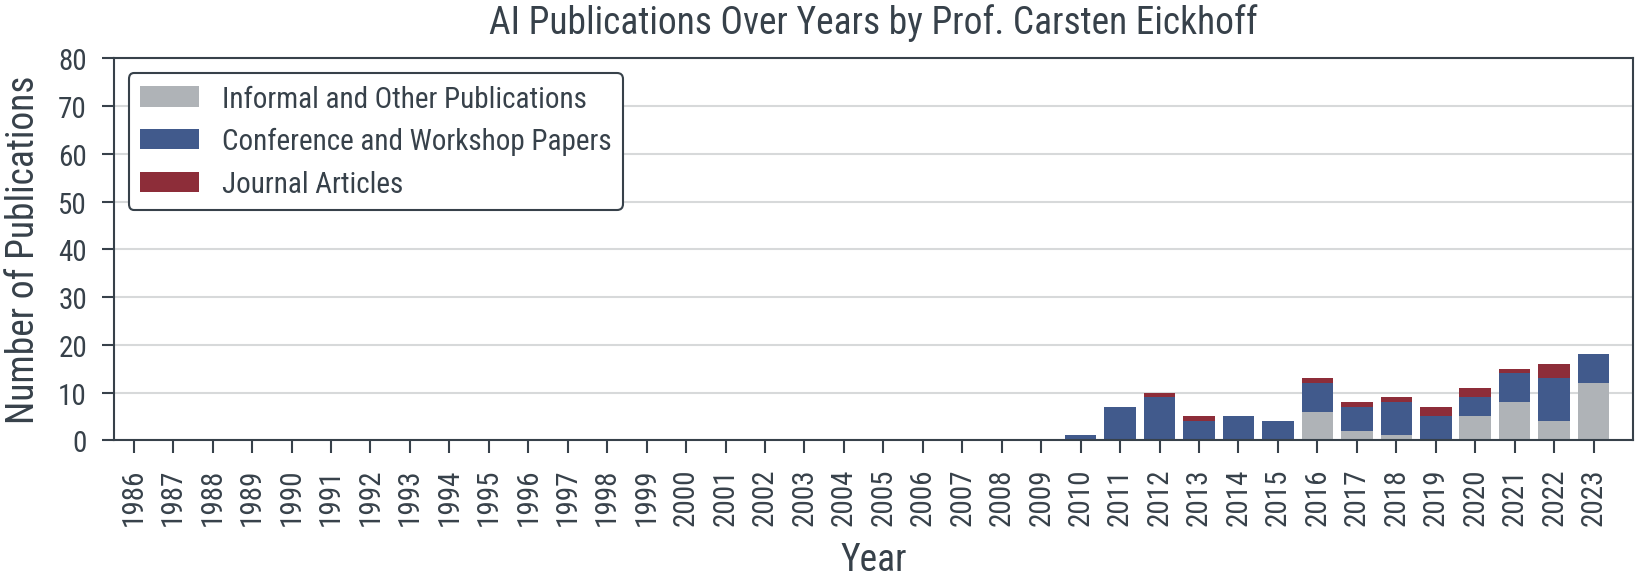 AI Publications Over Years by Prof. Carsten Eickhoff
Number of Publications
80
70
60
50
40
30
20
10
0
Informal and Other Publications
Conference and Workshop Papers
Journal Articles
1986 1987 1988 1989 1990 1991 1992 1993 1994 1995 1996 1997 1998 1999 2000 2001 2002 2003 2004 2005 2006 2007 2008 2009 2010 2011 2012 2013 2014 2015 2016 2017 2018 2019 2020 2021 2022 2023
Year